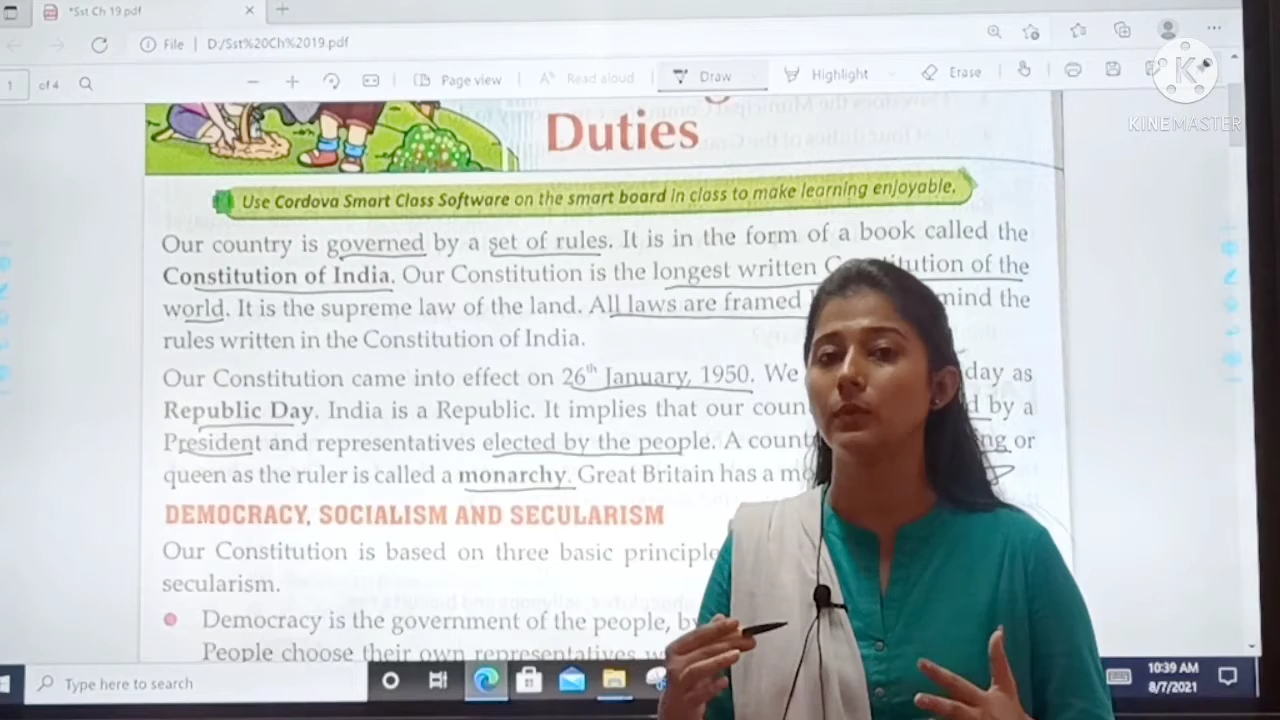 *Sst Ch 19.pdf
File D:/Sst%20Ch%2019.pdf
1 of 4 Page view Read aloud Draw Highlight Erase
K
KINEMASTER
Duties
Use Cordova Smart Class Software on the smart board in class to make learning enjoyable.
Our country is governed by a set of rules. It is in the form of a book called the
Constitution of India. Our Constitution is the longest written of the
world. It is the supreme law of the land. All laws are framed mind the
rules written in the Constitution of India.
Our Constitution came into effect on 26th January, 1950. We day as
Republic Day. India is a Republic. It implies that our by a
President and representatives elected by the people. A or
queen as the ruler is called a monarchy. Great Britain has a
DEMOCRACY, SOCIALISM AND SECULARISM
Our Constitution is based on three basic
secularism.
Democracy is the government of the people,
People choose their own representatives
Type here to search
10:39 AM
8/7/2021